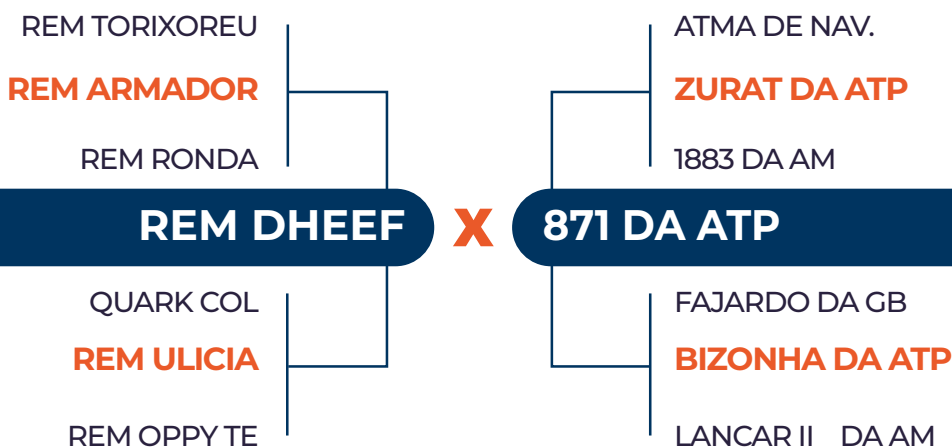 REM TORIXOREU
REM ARMADOR
REM RONDA
REM DHEEF X 871 DA ATP
QUARK COL
REM ULICIA
REM OPPY TE
ATMA DE NAV.
ZURAT DA ATP
1883 DA AM
FAJARDO DA GB
BIZONHA DA ATP
LANCAR II DA AM